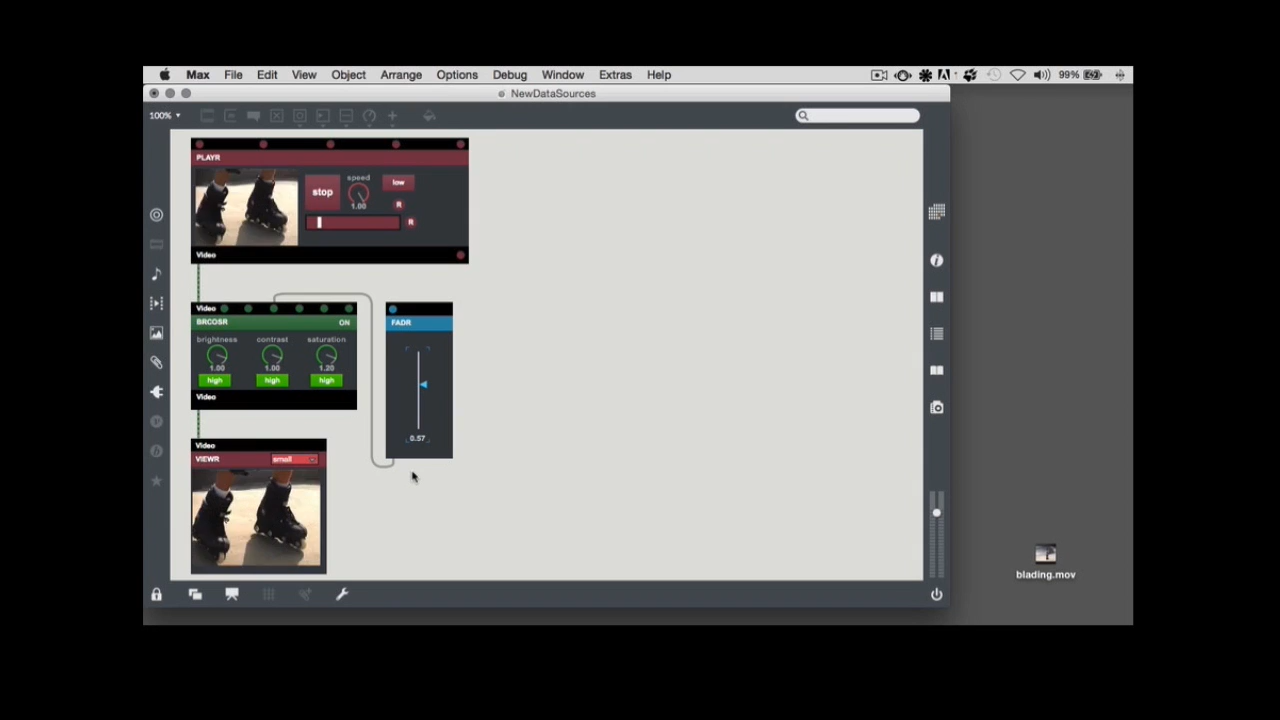 Max File Edit View Object Arrange Options Debug Window Extras Help 99%
NewDataSources
100%
PLAYR
stop speed low
1.00 R
R
Video
Video
BRCOSR ON
brightness contrast saturation
1.00 1.00 1.20
high high high
Video
FADR
0.57
Video
VIEWR small
blading.mov